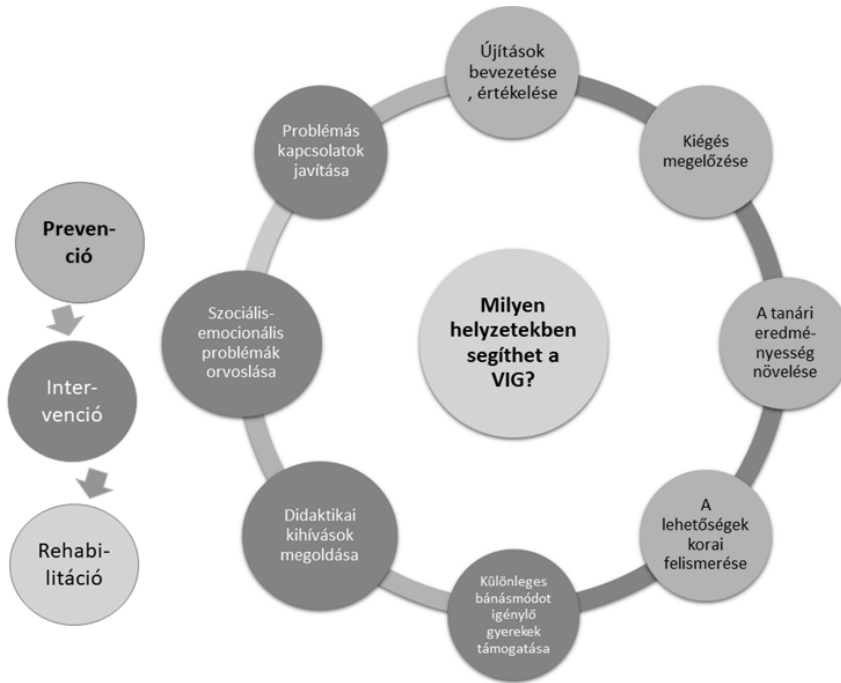 Preven-
ció
Inter-
venció
Rehabi-
litáció
Milyen
helyzetekben
segíthet a
VIG?
Újítások
bevezetése
, értékelése
Kiégés
megelőzése
A tanári
eredmé-
nyesség
növelése
A
lehetőségek
korai
felismerése
Különleges
bánásmódot
igénylő
gyerekek
támogatása
Didaktikai
kihívások
megoldása
Szociális-
emocionális
problémák
orvoslása
Problémás
kapcsolatok
javítása